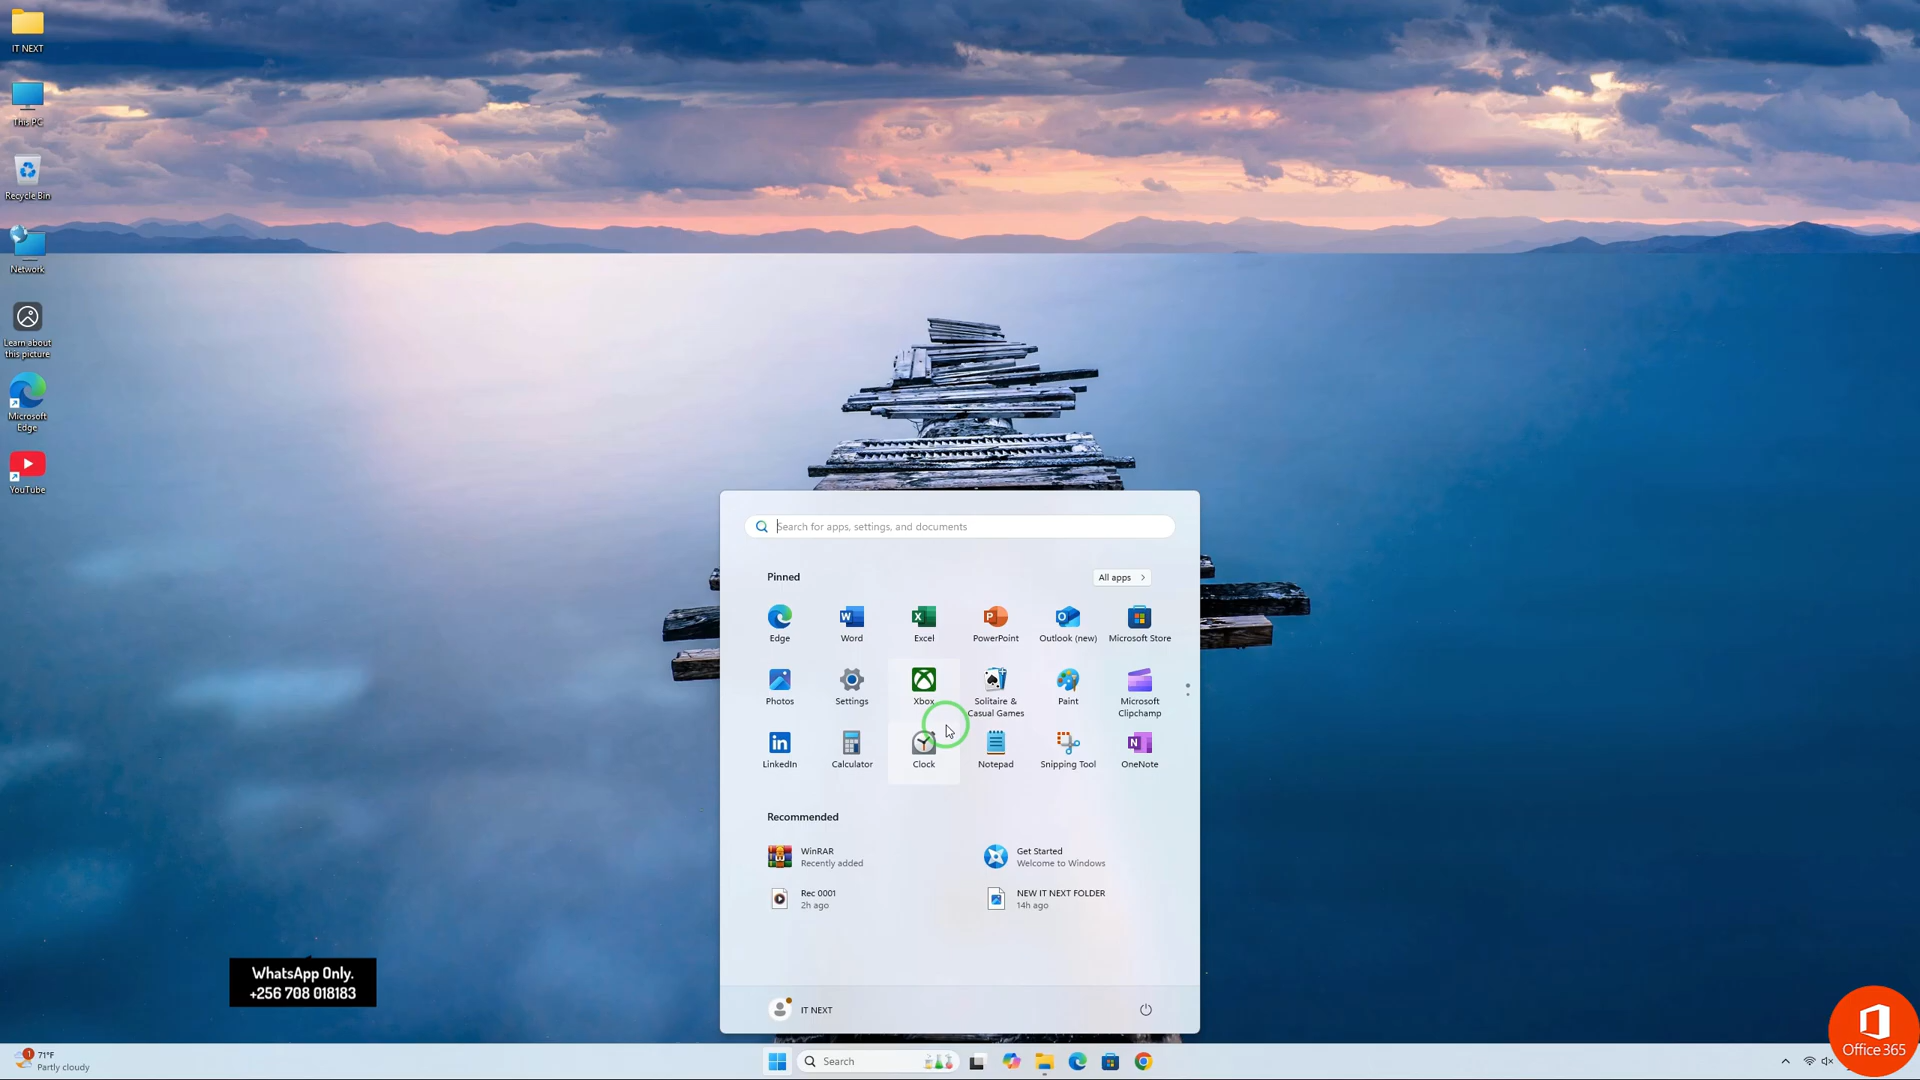 IT NEXT
This PC
Recycle Bin
Network
Learn about
this picture
Microsoft
Edge
YouTube
Search for apps, settings, and documents
Pinned
All apps
Edge
Word
Excel
PowerPoint
Outlook (new)
Microsoft Store
Photos
Settings
Xbox
Solitaire &
Casual Games
Paint
Microsoft
Clipchamp
LinkedIn
Calculator
Clock
Notepad
Snipping Tool
OneNote
Recommended
WinRAR
Recently added
Get Started
Welcome to Windows
Rec 0001
2h ago
NEW IT NEXT FOLDER
14h ago
IT NEXT
WhatsApp Only.
+256 708 018183
1
71°F
Partly cloudy
Search
Office 365